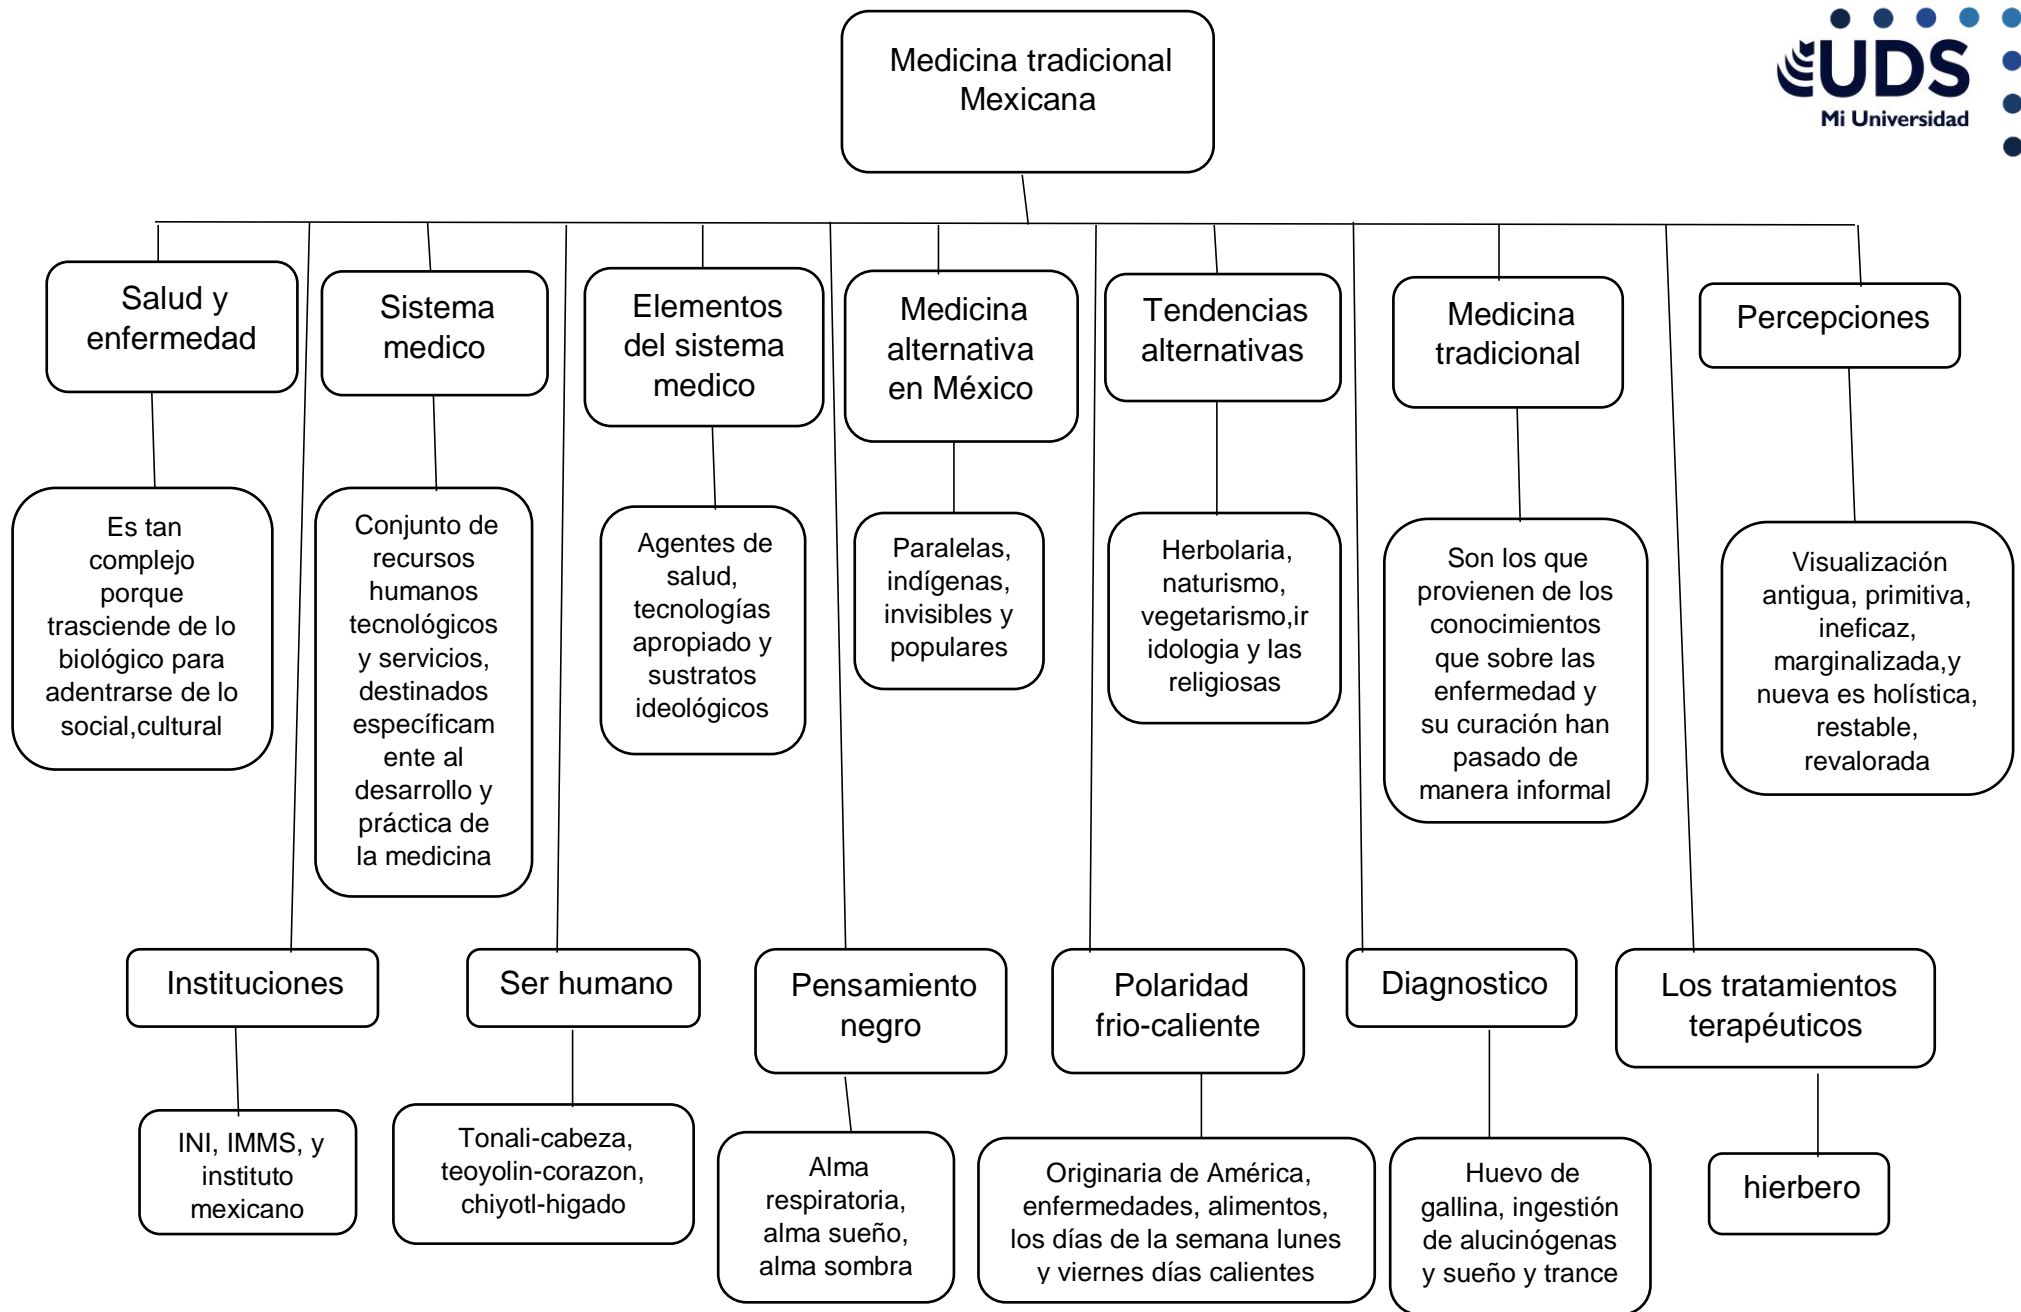 Medicina tradicional
Mexicana
UDS
Mi Universidad
Salud y
enfermedad
Sistema
medico
Elementos
del sistema
medico
Medicina
alternativa
en México
Tendencias
alternativas
Medicina
tradicional
Percepciones
Es tan
complejo
porque
trasciende de lo
biológico para
adentrarse de lo
social,cultural
Conjunto de
recursos
humanos
tecnológicos
y servicios,
destinados
específicam
ente al
desarrollo y
práctica de
la medicina
Agentes de
salud,
tecnologías
apropiado y
sustratos
ideológicos
Paralelas,
indígenas,
invisibles y
populares
Herbolaria,
naturismo,
vegetarismo,ir
idologia y las
religiosas
Son los que
provienen de los
conocimientos
que sobre las
enfermedad y
su curación han
pasado de
manera informal
Visualización
antigua, primitiva,
ineficaz,
marginalizada,y
nueva es holística,
restable,
revalorada
Instituciones
Ser humano
Pensamiento
negro
Polaridad
frio-caliente
Diagnostico
Los tratamientos
terapéuticos
INI, IMMS, y
instituto
mexicano
Tonali-cabeza,
teoyolin-corazon,
chiyotl-higado
Alma
respiratoria,
alma sueño,
alma sombra
Originaria de América,
enfermedades, alimentos,
los días de la semana lunes
y viernes días calientes
Huevo de
gallina, ingestión
de alucinógenas
y sueño y trance
hierbero